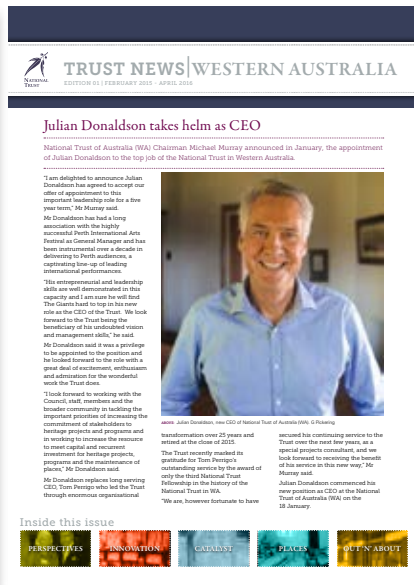 NATIONAL
TRUST
TRUST NEWS|WESTERN AUSTRALIA
EDITION 01 | FEBRUARY 2015 - APRIL 2016
Julian Donaldson takes helm as CEO
National Trust of Australia (WA) Chairman Michael Murray announced in January, the appointment
of Julian Donaldson to the top job of the National Trust in Western Australia.
"I am delighted to announce Julian
Donaldson has agreed to accept our
offer of appointment to this
important leadership role for a five
year term," Mr Murray said.
Mr Donaldson has had a long
association with the highly
successful Perth International Arts
Festival as General Manager and has
been instrumental over a decade in
delivering to Perth audiences, a
captivating line-up of leading
international performances.
"His entrepreneurial and leadership
skills are well demonstrated in this
capacity and I am sure he will find
The Giants hard to top in his new
role as the CEO of the Trust. We look
forward to the Trust being the
beneficiary of his undoubted vision
and management skills," he said.
Mr Donaldson said it was a privilege
to be appointed to the position and
he looked forward to the role with a
great deal of excitement, enthusiasm
and admiration for the wonderful
work the Trust does.
"I look forward to working with the
Council, staff, members and the
broader community in tackling the
important priorities of increasing the
commitment of stakeholders to
heritage projects and programs and
in working to increase the resource
to meet capital and recurrent
investment for heritage projects,
programs and the maintenance of
places," Mr Donaldson said.
Mr Donaldson replaces long serving
CEO, Tom Perrigo who led the Trust
through enormous organisational
ABOVE Julian Donaldson, new CEO of National Trust of Australia (WA). G Pickering
transformation over 25 years and
retired at the close of 2015.
The Trust recently marked its
gratitude for Tom Perrigo's
outstanding service by the award of
only the third National Trust
Fellowship in the history of the
National Trust in WA.
"We are, however fortunate to have
secured his continuing service to the
Trust over the next few years, as a
special projects consultant, and we
look forward to receiving the benefit
of his service in this new way," Mr
Murray said.
Julian Donaldson commenced his
new position as CEO at the National
Trust of Australia (WA) on the
18 January.
Inside this issue
PERSPECTIVES
INNOVATION
CATALYST
PLACES
OUT 'N' ABOUT